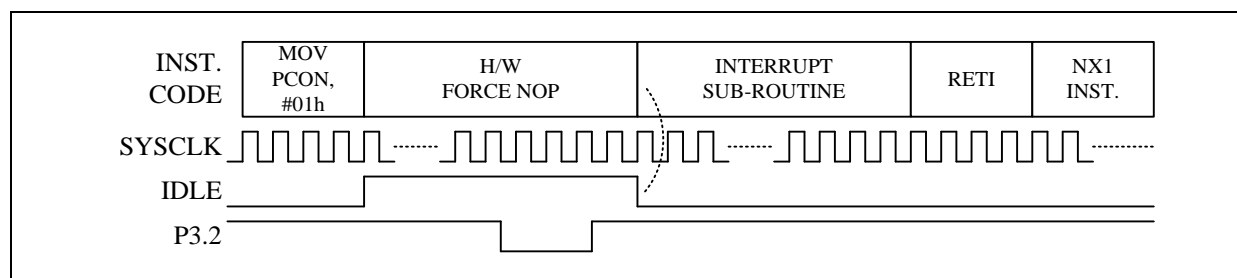 INST.
CODE
MOV
PCON,
#01h
H/W
FORCE NOP
INTERRUPT
SUB-ROUTINE
RETI
NX1
INST.
SYSCLK
IDLE
P3.2